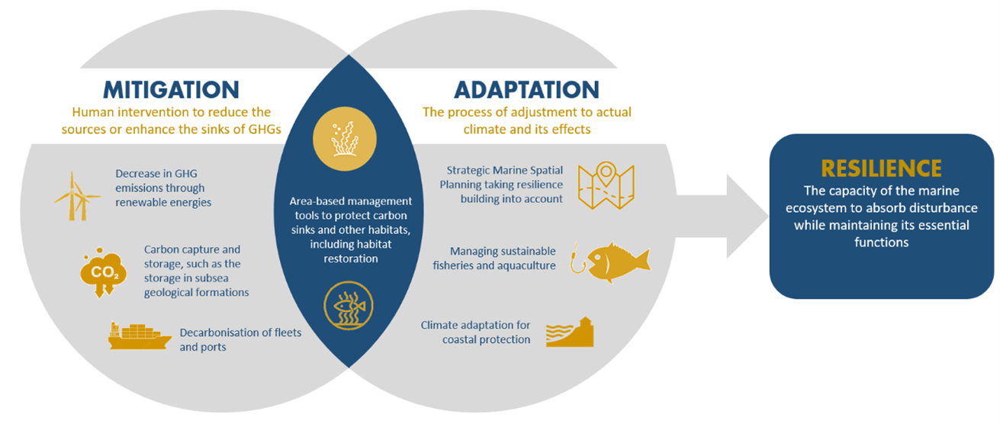 MITIGATION
Human intervention to reduce the
sources or enhance the sinks of GHGs
Decrease in GHG
emissions through
renewable energies
CO2
Carbon capture and
storage, such as the
storage in subsea
geological formations
Decarbonisation of fleets
and ports
Area-based management
tools to protect carbon
sinks and other habitats,
including habitat
restoration
ADAPTATION
The process of adjustment to actual
climate and its effects
Strategic Marine Spatial
Planning taking resilience
building into account
Managing sustainable
fisheries and aquaculture
Climate adaptation for
coastal protection
RESILIENCE
The capacity of the marine
ecosystem to absorb disturbance
while maintaining its essential
functions